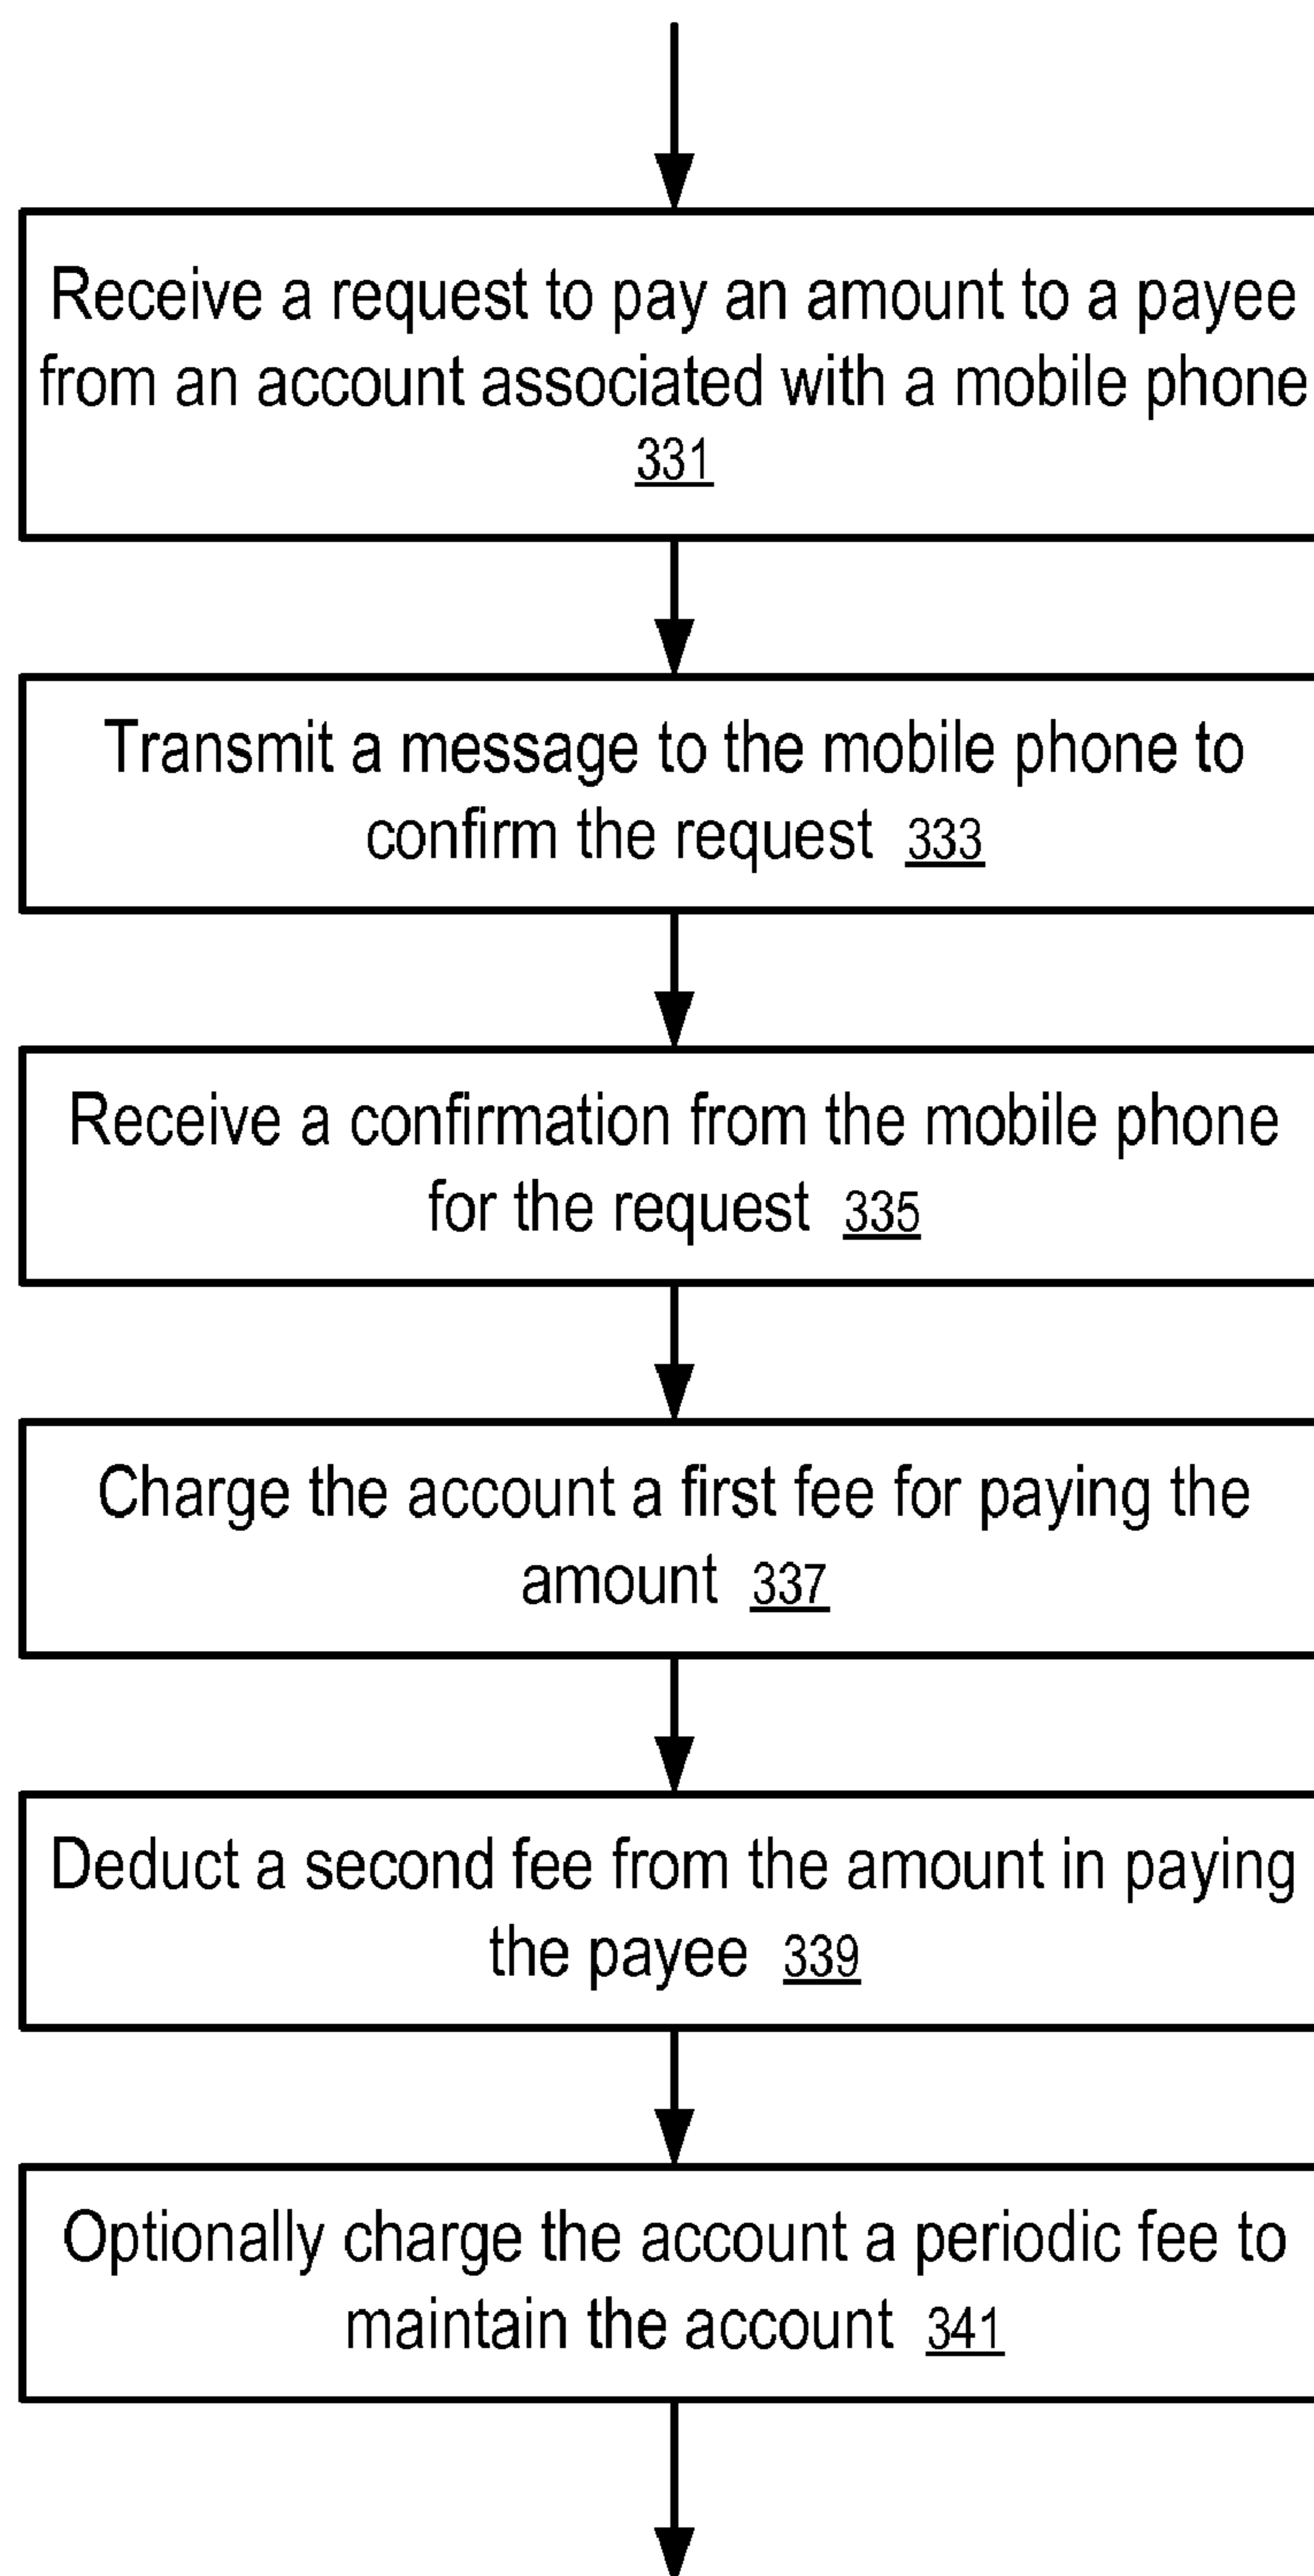 Receive a request to pay an amount to a payee
from an account associated with a mobile phone
331
Transmit a message to the mobile phone to
confirm the request 333
Receive a confirmation from the mobile phone
for the request 335
Charge the account a first fee for paying the
amount 337
Deduct a second fee from the amount in paying
the payee 339
Optionally charge the account a periodic fee to
maintain the account 341